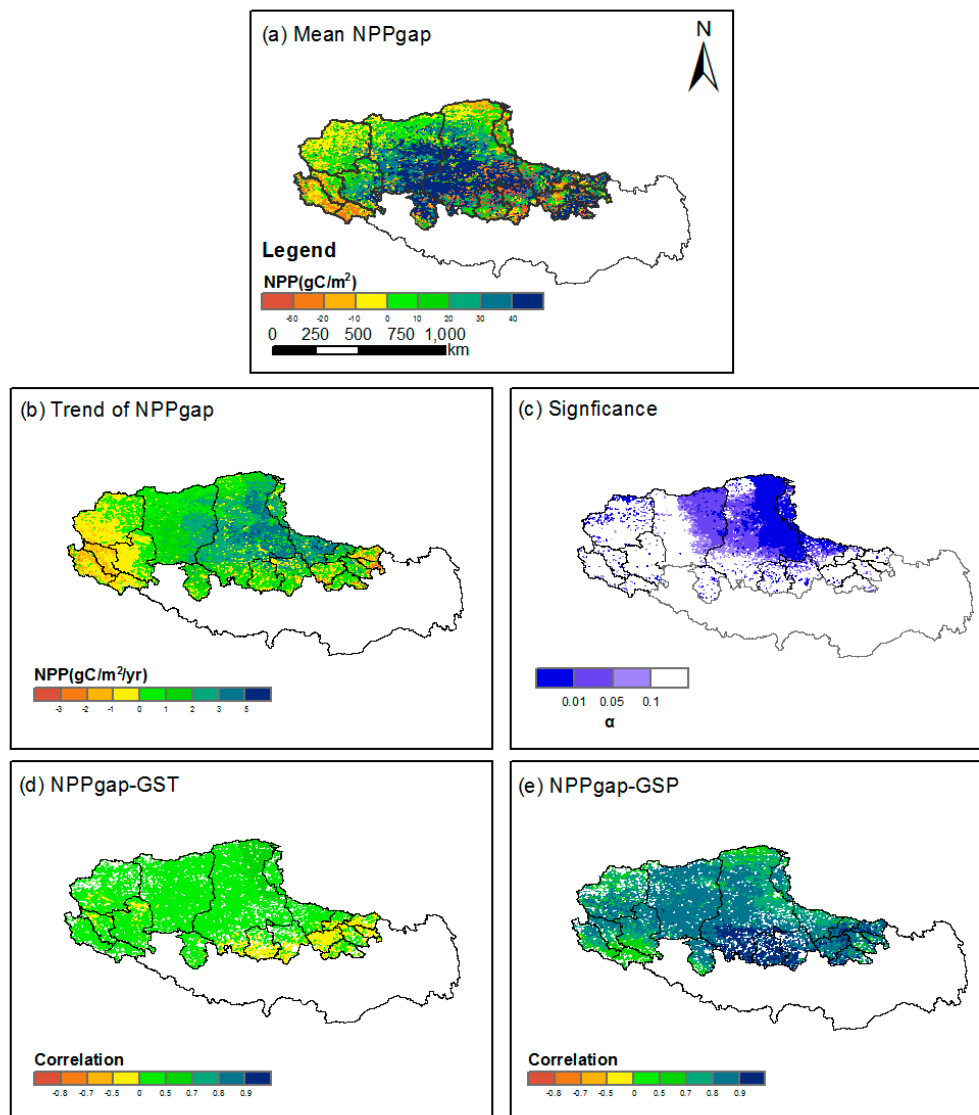 (a) Mean NPPgap
N
Legend
NPP(gC/m²)
-60 -20 -10 0 10 20 30 40
0 250 500 750 1,000
km
(b) Trend of NPPgap
NPP(gC/m²/yr)
-3 -2 -1 0 1 2 3 5
(c) Signficance
0.01 0.05 0.1
α
(d) NPPgap-GST
Correlation
-0.8 -0.7 -0.5 0 0.5 0.7 0.8 0.9
(e) NPPgap-GSP
Correlation
-0.8 -0.7 -0.5 0 0.5 0.7 0.8 0.9